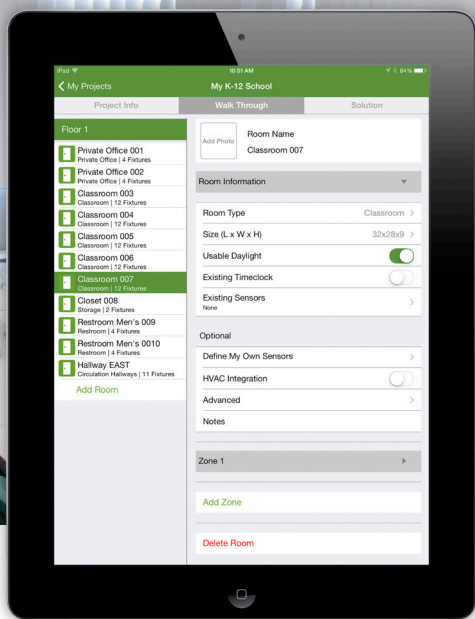 iPad
10:51 AM
84%
My Projects
My K-12 School
Project Info
Walk Through
Solution
Floor 1
Private Office 001
Private Office | 4 Fixtures
Private Office 002
Private Office | 4 Fixtures
Classroom 003
Classroom | 12 Fixtures
Classroom 004
Classroom | 12 Fixtures
Classroom 005
Classroom | 12 Fixtures
Classroom 006
Classroom | 12 Fixtures
Classroom 007
Classroom | 12 Fixtures
Closet 008
Storage | 2 Fixtures
Restroom Men's 009
Restroom | 4 Fixtures
Restroom Men's 0010
Restroom | 4 Fixtures
Hallway EAST
Circulation Hallways | 11 Fixtures
Add Room
Add Photo
Room Name
Classroom 007
Room Information
Room Type Classroom
Size (L x W x H) 32x28x9
Usable Daylight
Existing Timeclock
Existing Sensors
None
Optional
Define My Own Sensors
HVAC Integration
Advanced
Notes
Zone 1
Add Zone
Delete Room